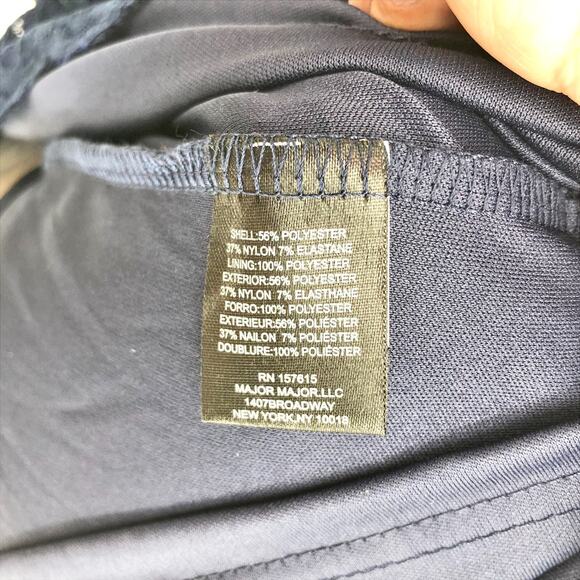 SHELL:56% POLYESTER
37% NYLON 7% ELASTANE
LINING:100% POLYESTER
EXTERIOR:56% POLYESTER
37% NYLON 7% ELASTHANE
FORRO:100% POLYESTER
EXTERIEUR:56% POLIESTER
37% NAILON 7% POLIESTER
DOUBLURE:100% POLIESTER
RN 157615
MAJOR MAJOR.LLC
1407BROADWAY
NEW YORK,NY 10018